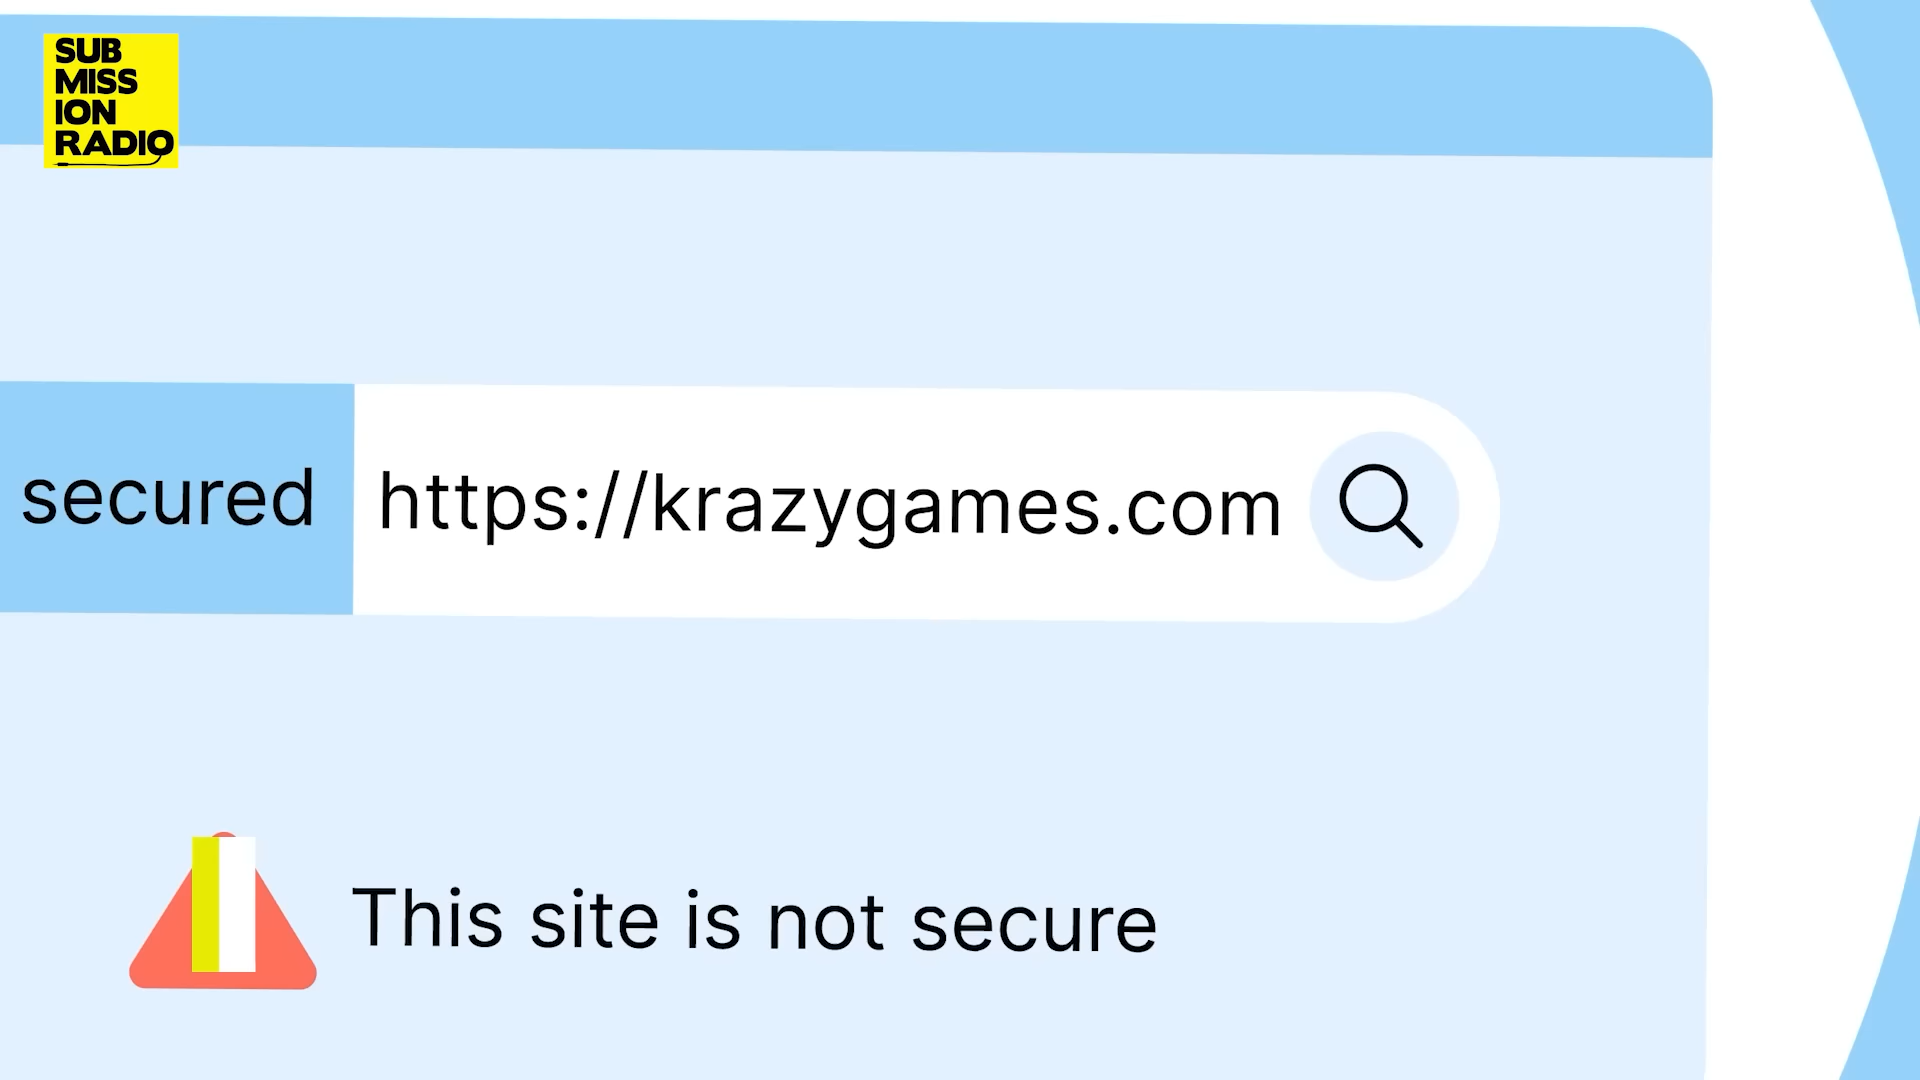 SUB
MISS
ION
RADIO
secured
https://krazygames.com
This site is not secure